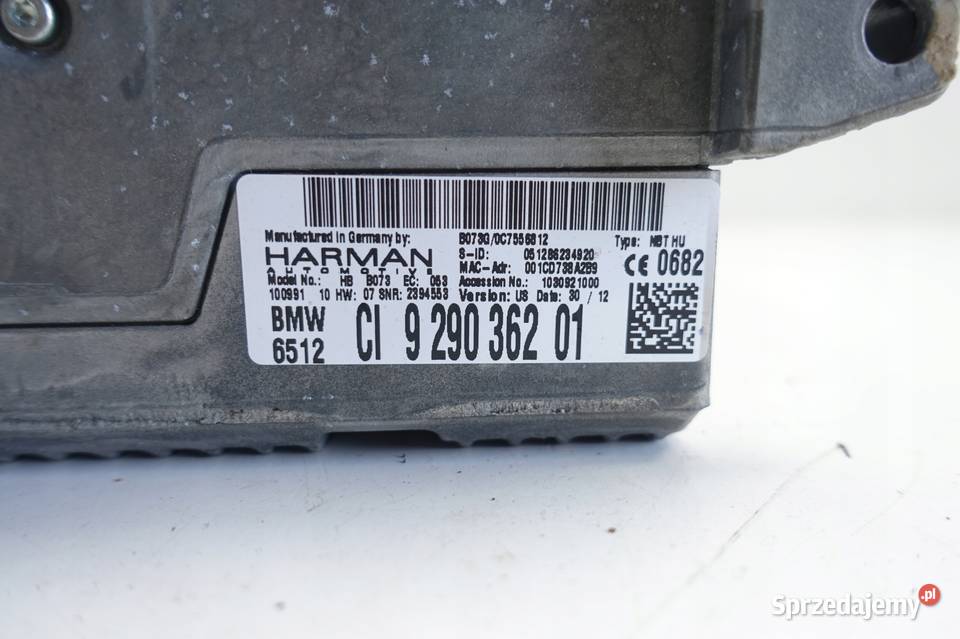 Manufactured in Germany by: B073G/0C7556812 Type: NBT HU
HARMAN S-ID: 051286234920
AUTOMOTIVE MAC-Adr: 001CD738A2B9 CE 0682
Model No.: HB B073 EC: 053 Accession No.: 1030921000
100991 10 HW: 07 SNR: 2394553 Version: US Date: 30 / 12
BMW CI 9 290 362 01
6512
Sprzedajemy.pl